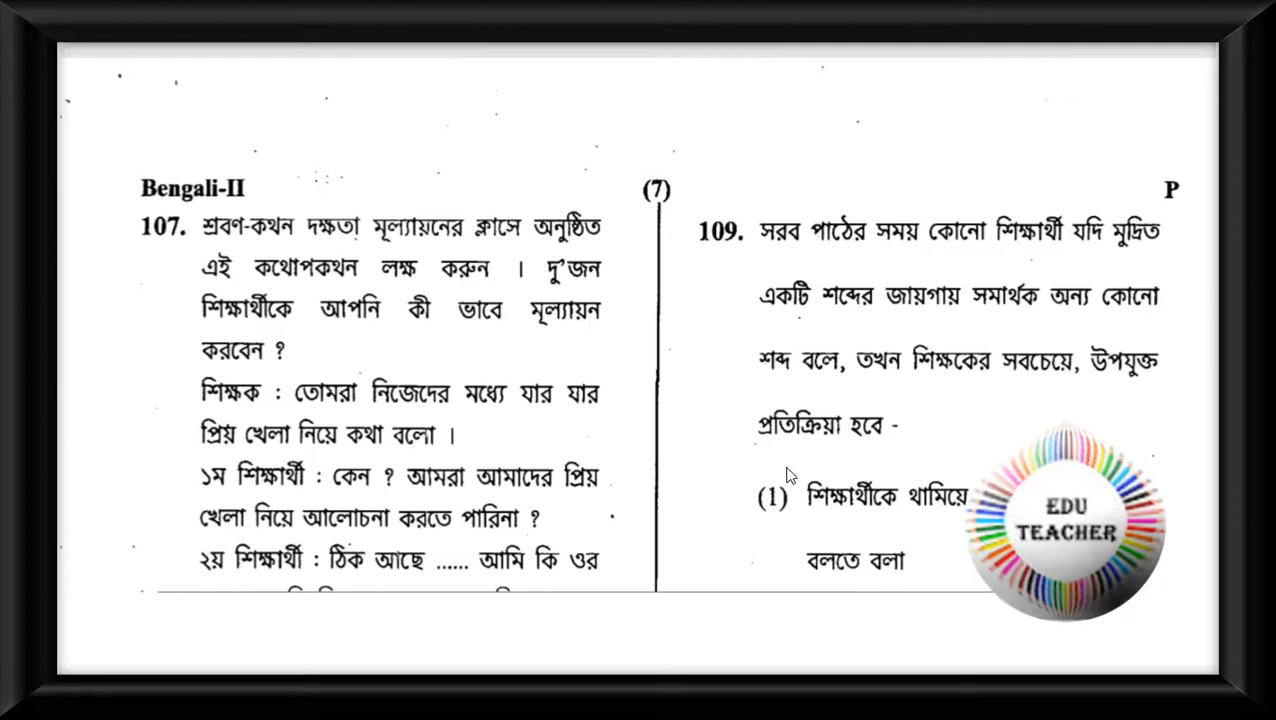 Bengali-II
(7)
P
107. শ্রবণ-কথন দক্ষতা মূল্যায়নের ক্লাসে অনুষ্ঠিত
এই কথোপকথন লক্ষ করুন । দু'জন
শিক্ষার্থীকে আপনি কী ভাবে মূল্যায়ন
করবেন ?
শিক্ষক : তোমরা নিজেদের মধ্যে যার যার
প্রিয় খেলা নিয়ে কথা বলো ।
১ম শিক্ষার্থী : কেন ? আমরা আমাদের প্রিয়
খেলা নিয়ে আলোচনা করতে পারিনা ?
২য় শিক্ষার্থী : ঠিক আছে ...... আমি কি ওর
109. সরব পাঠের সময় কোনো শিক্ষার্থী যদি মুদ্রিত
একটি শব্দের জায়গায় সমার্থক অন্য কোনো
শব্দ বলে, তখন শিক্ষকের সবচেয়ে, উপযুক্ত
প্রতিক্রিয়া হবে -
(1) শিক্ষার্থীকে থামিয়ে
বলতে বলা
EDU
TEACHER